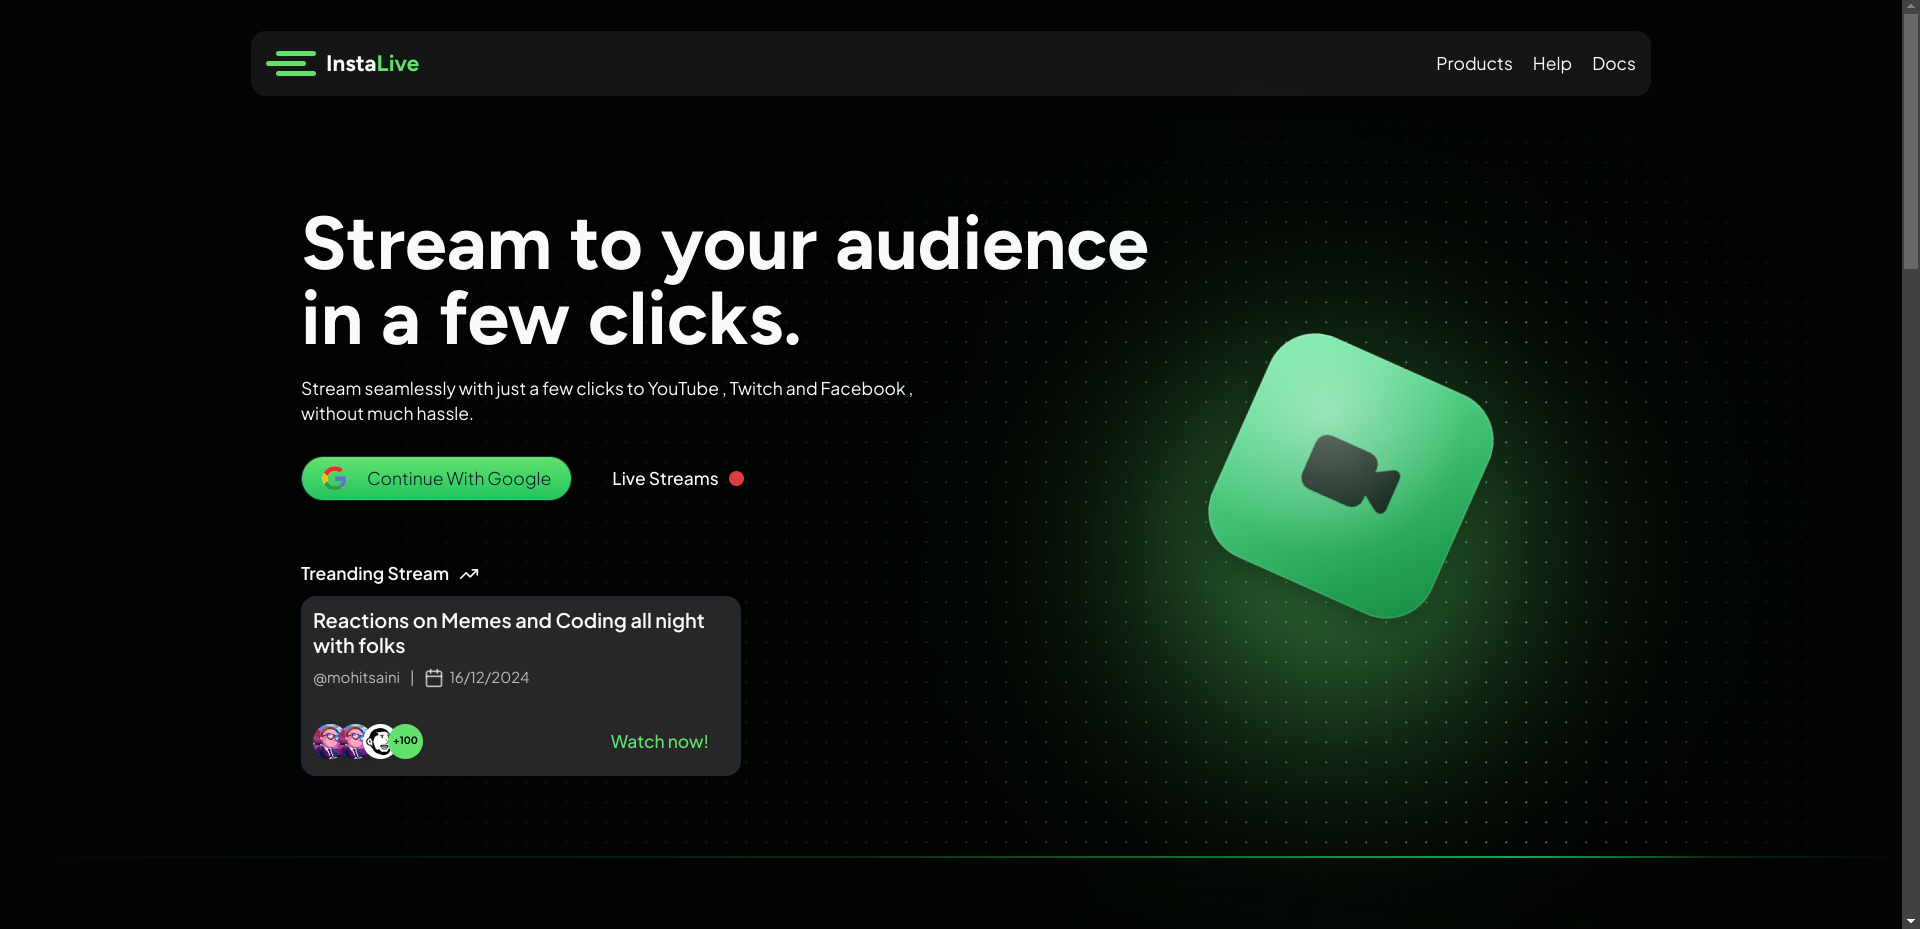 InstaLive
Products Help Docs
Stream to your audience
in a few clicks.
Stream seamlessly with just a few clicks to YouTube , Twitch and Facebook ,
without much hassle.
Continue With Google
Live Streams
Treanding Stream
Reactions on Memes and Coding all night
with folks
@mohitsaini | 16/12/2024
+100
Watch now!